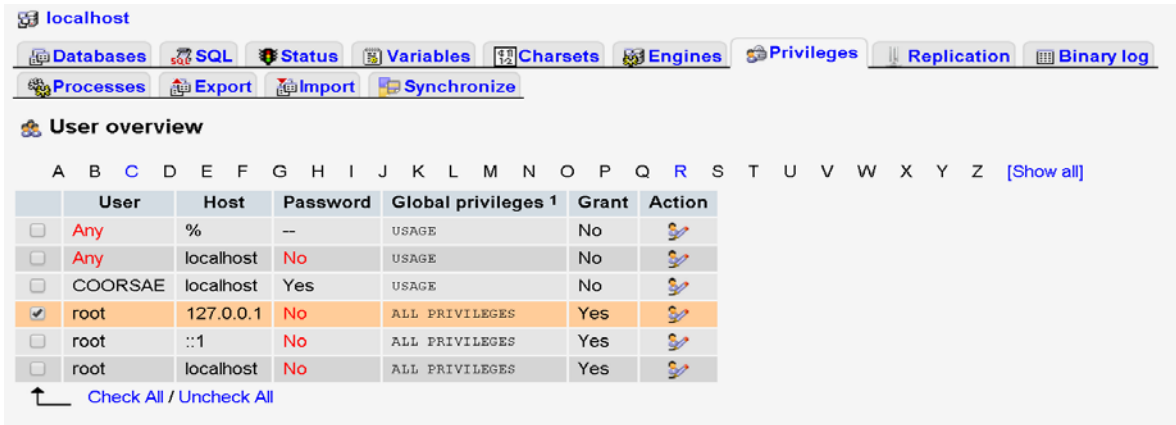 localhost
Databases SQL Status Variables Charsets Engines Privileges Replication Binary log
Processes Export Import Synchronize
User overview
A B C D E F G H I J K L M N O P Q R S T U V W X Y Z [Show all]
User Host Password Global privileges 1 Grant Action
Any % -- USAGE No
Any localhost No USAGE No
COORSAE localhost Yes USAGE No
root 127.0.0.1 No ALL PRIVILEGES Yes
root ::1 No ALL PRIVILEGES Yes
root localhost No ALL PRIVILEGES Yes
Check All / Uncheck All